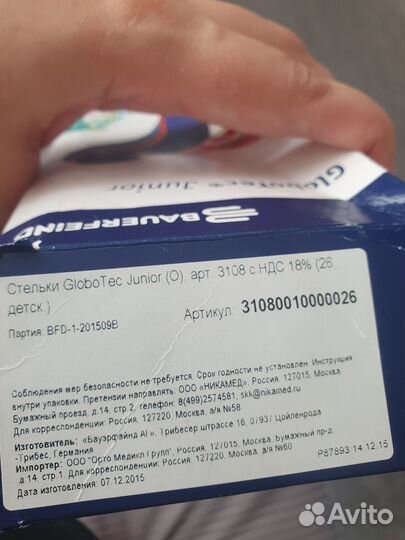 GloboTec® Junior
BAUERFEIND
Стельки GloboTec Junior (O), арт. 3108 с НДС 18% (26
детск.)
Артикул: 31080010000026
Партия: BFD-1-201509B
Соблюдения мер безопасности не требуется. Срок годности не установлен. Инструкция
внутри упаковки. Претензии направлять: ООО «НИКАМЕД», Россия, 127015, Москва
Бумажный проезд, д.14, стр.2, телефон: 8(499)2574581, skk@nikamed.ru
Для корреспонденции: Россия, 127220, Москва, а/я №58
Изготовитель: «Бауэрфайнд АГ», Трибесер штрассе 16, 07937 Цойленрода
-Трибес, Германия
Импортер: ООО "Орто Медикл Групп", Россия, 127015, Москва, Бумажный пр-д,
д.14, стр.1. Для корреспонденции: Россия, 127220, Москва, а/я №60
Дата изготовления: 07.12.2015
P87893 14.12.15
Avito